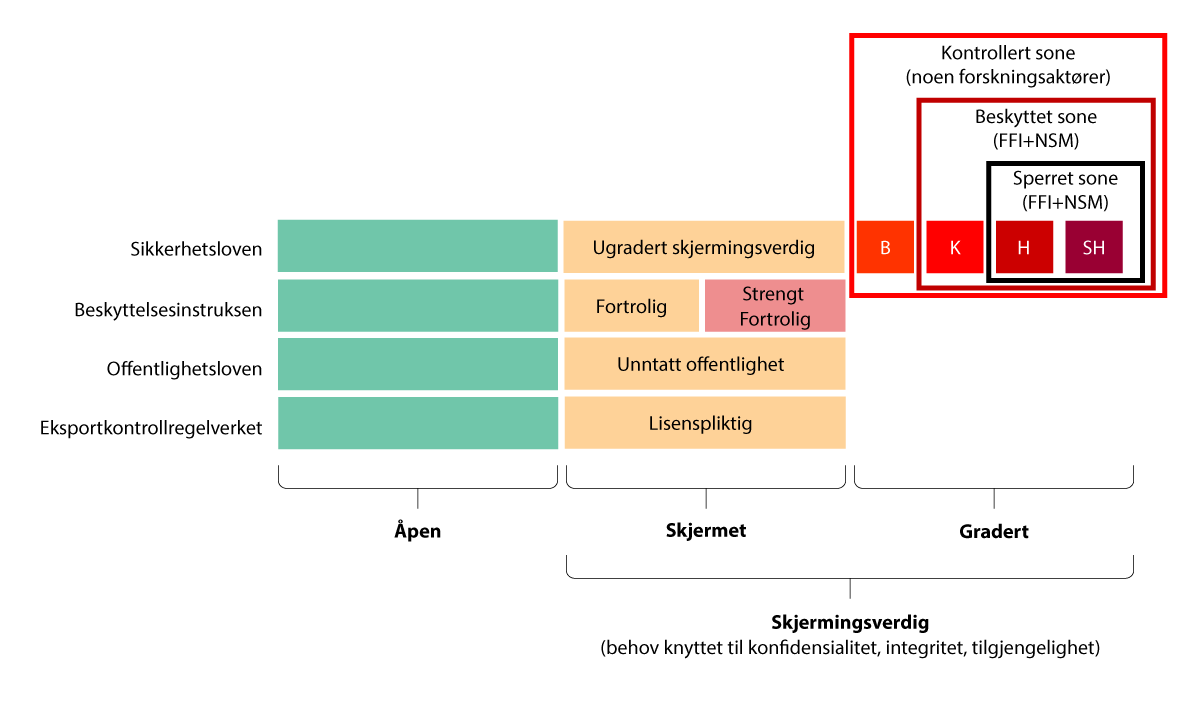 Kontrollert sone
(noen forskningsaktører)
Beskyttet sone
(FFI+NSM)
Sperret sone
(FFI+NSM)
Sikkerhetsloven
Ugradert skjermingsverdig
B
K
H
SH
Beskyttelsesinstruksen
Fortrolig
Strengt
Fortrolig
Offentlighetsloven
Unntatt offentlighet
Eksportkontrollregelverket
Lisenspliktig
Åpen
Skjermet
Gradert
Skjermingsverdig
(behov knyttet til konfidensialitet, integritet, tilgjengelighet)